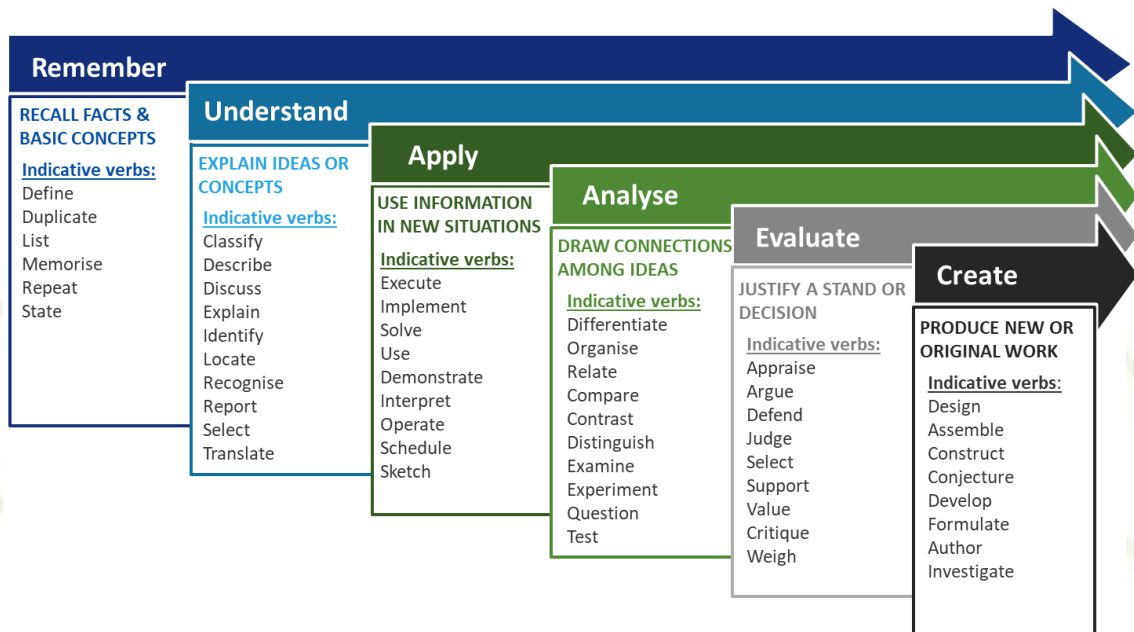 Remember
RECALL FACTS &
BASIC CONCEPTS
Indicative verbs:
Define
Duplicate
List
Memorise
Repeat
State
Understand
EXPLAIN IDEAS OR
CONCEPTS
Indicative verbs:
Classify
Describe
Discuss
Explain
Identify
Locate
Recognise
Report
Select
Translate
Apply
USE INFORMATION
IN NEW SITUATIONS
Indicative verbs:
Execute
Implement
Solve
Use
Demonstrate
Interpret
Operate
Schedule
Sketch
Analyse
DRAW CONNECTIONS
AMONG IDEAS
Indicative verbs:
Differentiate
Organise
Relate
Compare
Contrast
Distinguish
Examine
Experiment
Question
Test
Evaluate
JUSTIFY A STAND OR
DECISION
Indicative verbs:
Appraise
Argue
Defend
Judge
Select
Support
Value
Critique
Weigh
Create
PRODUCE NEW OR
ORIGINAL WORK
Indicative verbs:
Design
Assemble
Construct
Conjecture
Develop
Formulate
Author
Investigate